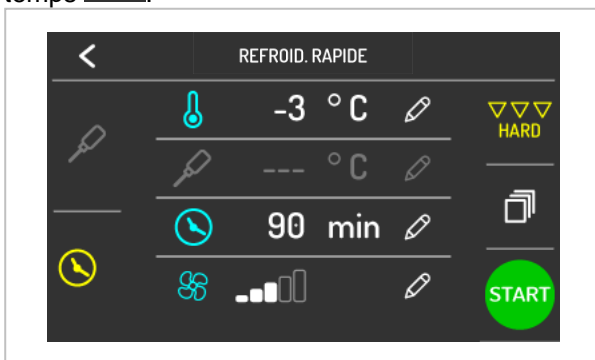 REFROID. RAPIDE
-3 °C
HARD
--- °C
90 min
START